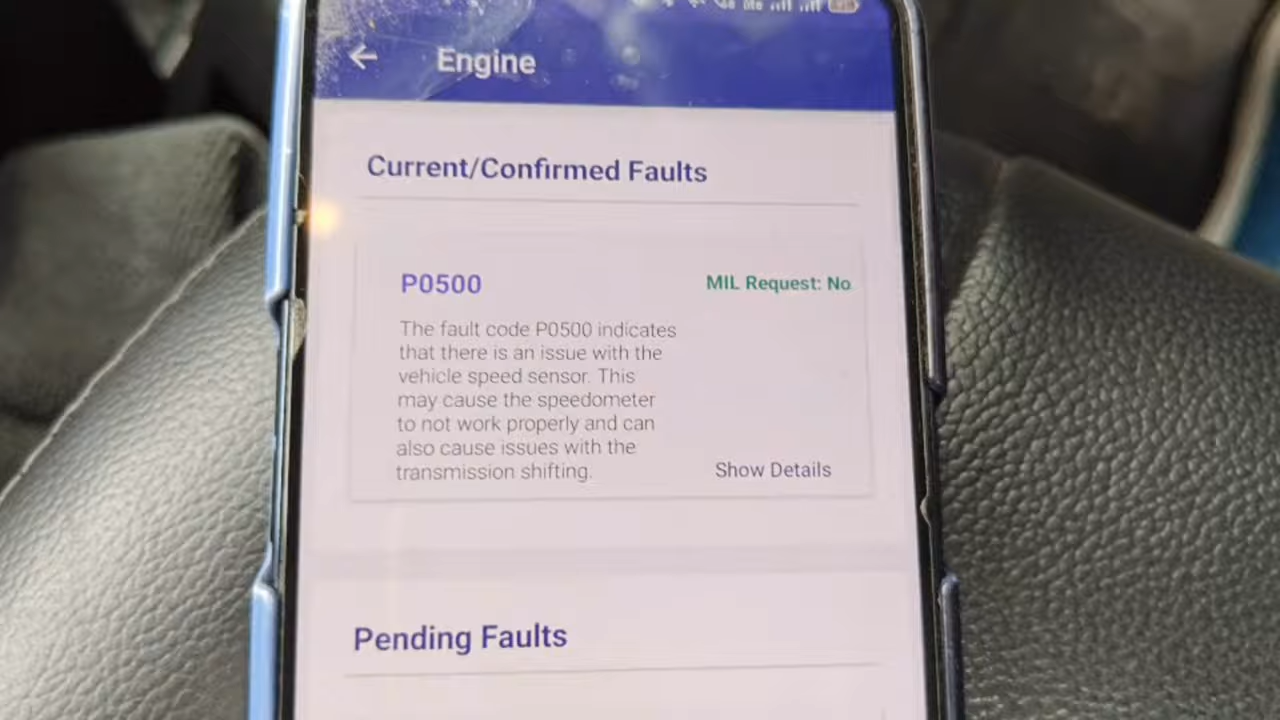 Engine
Current/Confirmed Faults
P0500
MIL Request: No
The fault code P0500 indicates
that there is an issue with the
vehicle speed sensor. This
may cause the speedometer
to not work properly and can
also cause issues with the
transmission shifting.
Show Details
Pending Faults